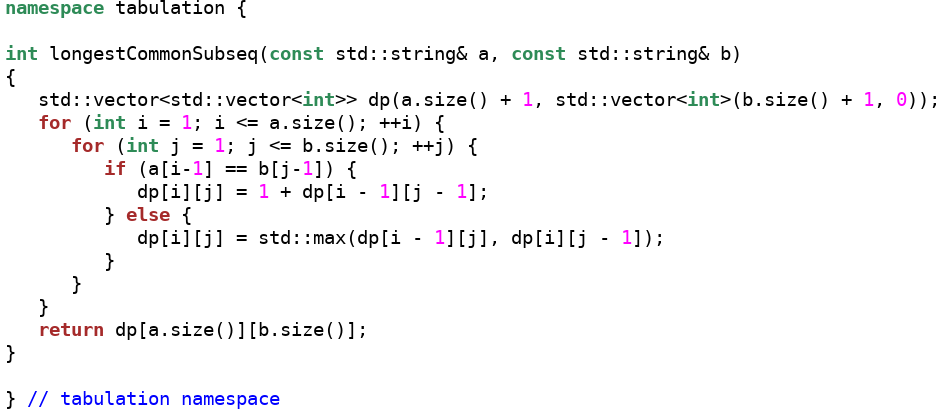 namespace tabulation {

int longestCommonSubseq(const std::string& a, const std::string& b)
{
   std::vector<std::vector<int>> dp(a.size() + 1, std::vector<int>(b.size() + 1, 0));
   for (int i = 1; i <= a.size(); ++i) {
      for (int j = 1; j <= b.size(); ++j) {
         if (a[i-1] == b[j-1]) {
            dp[i][j] = 1 + dp[i - 1][j - 1];
         } else {
            dp[i][j] = std::max(dp[i - 1][j], dp[i][j - 1]);
         }
      }
   }
   return dp[a.size()][b.size()];
}

} // tabulation namespace